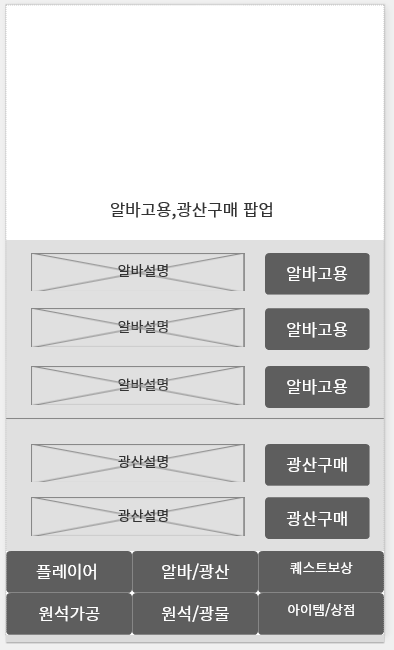 알바고용,광산구매 팝업
알바설명 알바고용
알바설명 알바고용
알바설명 알바고용
광산설명 광산구매
광산설명 광산구매
플레이어 알바/광산 퀘스트보상
원석가공 원석/광물 아이템/상점